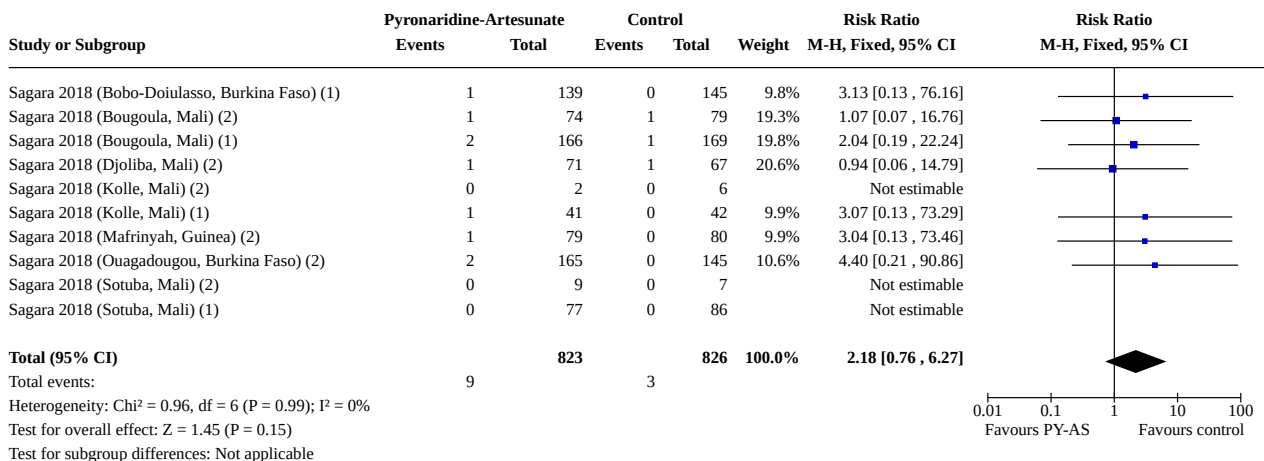 Pyronaridine-Artesunate Control Risk Ratio Risk Ratio
Study or Subgroup Events Total Events Total Weight M-H, Fixed, 95% CI M-H, Fixed, 95% CI
Sagara 2018 (Bobo-Doiulasso, Burkina Faso) (1) 1 139 0 145 9.8% 3.13 [0.13 , 76.16]
Sagara 2018 (Bougoula, Mali) (2) 1 74 1 79 19.3% 1.07 [0.07 , 16.76]
Sagara 2018 (Bougoula, Mali) (1) 2 166 1 169 19.8% 2.04 [0.19 , 22.24]
Sagara 2018 (Djoliba, Mali) (2) 1 71 1 67 20.6% 0.94 [0.06 , 14.79]
Sagara 2018 (Kolle, Mali) (2) 0 2 0 6 Not estimable
Sagara 2018 (Kolle, Mali) (1) 1 41 0 42 9.9% 3.07 [0.13 , 73.29]
Sagara 2018 (Mafrinyah, Guinea) (2) 1 79 0 80 9.9% 3.04 [0.13 , 73.46]
Sagara 2018 (Ouagadougou, Burkina Faso) (2) 2 165 0 145 10.6% 4.40 [0.21 , 90.86]
Sagara 2018 (Sotuba, Mali) (2) 0 9 0 7 Not estimable
Sagara 2018 (Sotuba, Mali) (1) 0 77 0 86 Not estimable
Total (95% CI) 823 826 100.0% 2.18 [0.76 , 6.27]
Total events: 9 3
Heterogeneity: Chi² = 0.96, df = 6 (P = 0.99); I² = 0%
Test for overall effect: Z = 1.45 (P = 0.15)
Test for subgroup differences: Not applicable
0.01 0.1 1 10 100
Favours PY-AS Favours control